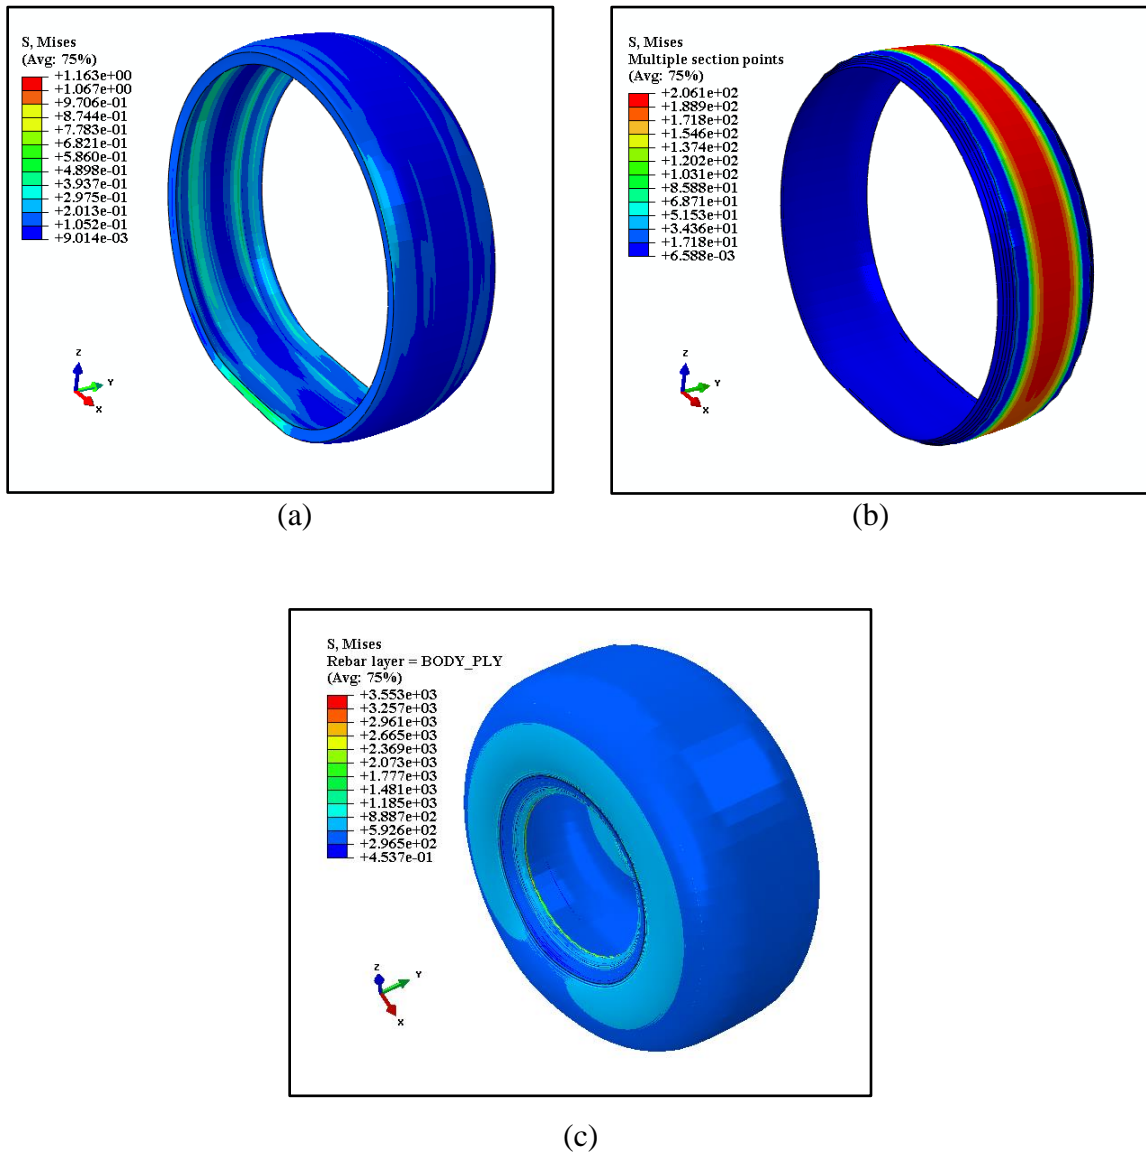 S, Mises
(Avg: 75%)
+1.163e+00
+1.067e+00
+9.706e-01
+8.744e-01
+7.783e-01
+6.821e-01
+5.860e-01
+4.898e-01
+3.937e-01
+2.975e-01
+2.013e-01
+1.052e-01
+9.014e-03
Z
Y
X
(a)
S, Mises
Multiple section points
(Avg: 75%)
+2.061e+02
+1.889e+02
+1.718e+02
+1.546e+02
+1.374e+02
+1.202e+02
+1.031e+02
+8.588e+01
+6.871e+01
+5.153e+01
+3.436e+01
+1.718e+01
+6.588e-03
Z
Y
X
(b)
S, Mises
Rebar layer = BODY_PLY
(Avg: 75%)
+3.553e+03
+3.257e+03
+2.961e+03
+2.665e+03
+2.369e+03
+2.073e+03
+1.777e+03
+1.481e+03
+1.185e+03
+8.887e+02
+5.926e+02
+2.965e+02
+4.537e-01
Z
Y
X
(c)